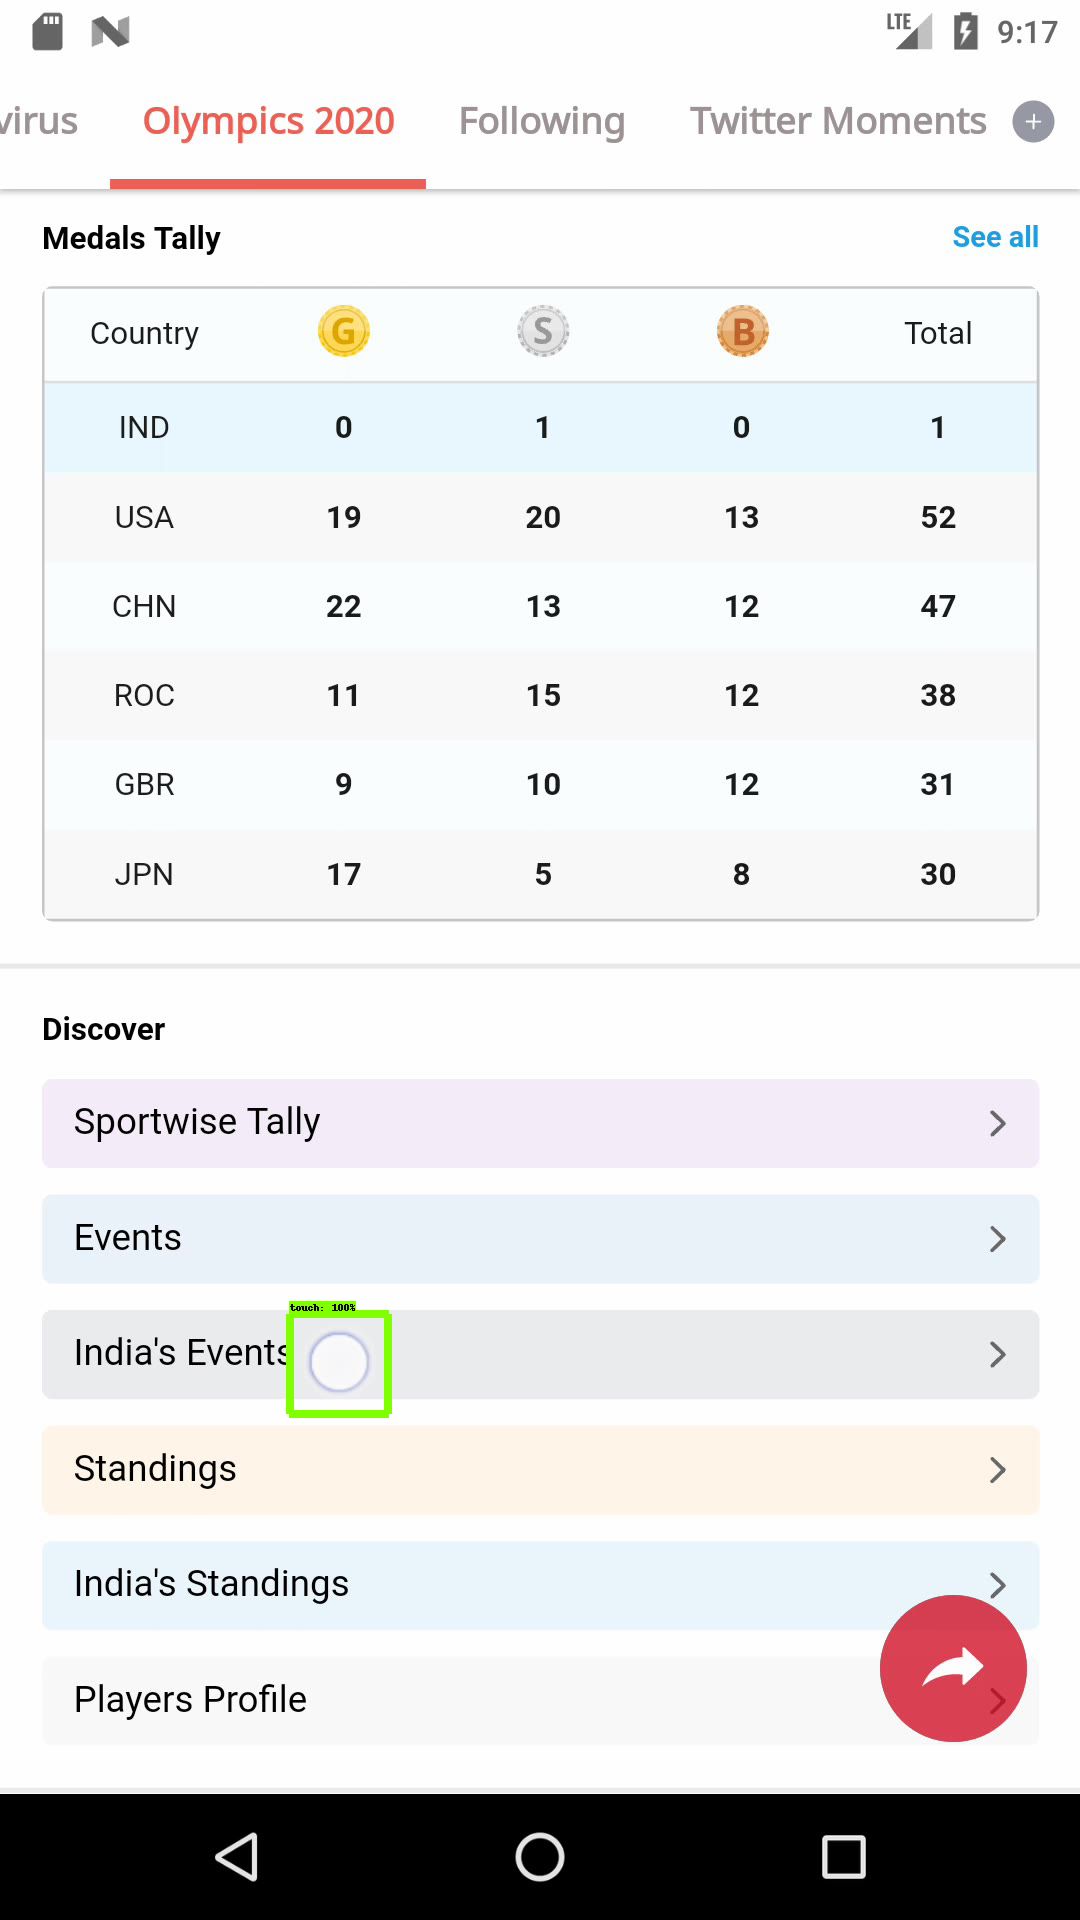 LTE 9:17
virus Olympics 2020 Following Twitter Moments
Medals Tally See all
Country G S B Total
IND 0 1 0 1
USA 19 20 13 52
CHN 22 13 12 47
ROC 11 15 12 38
GBR 9 10 12 31
JPN 17 5 8 30
Discover
Sportwise Tally
Events
touch: 100%
India's Events
Standings
India's Standings
Players Profile